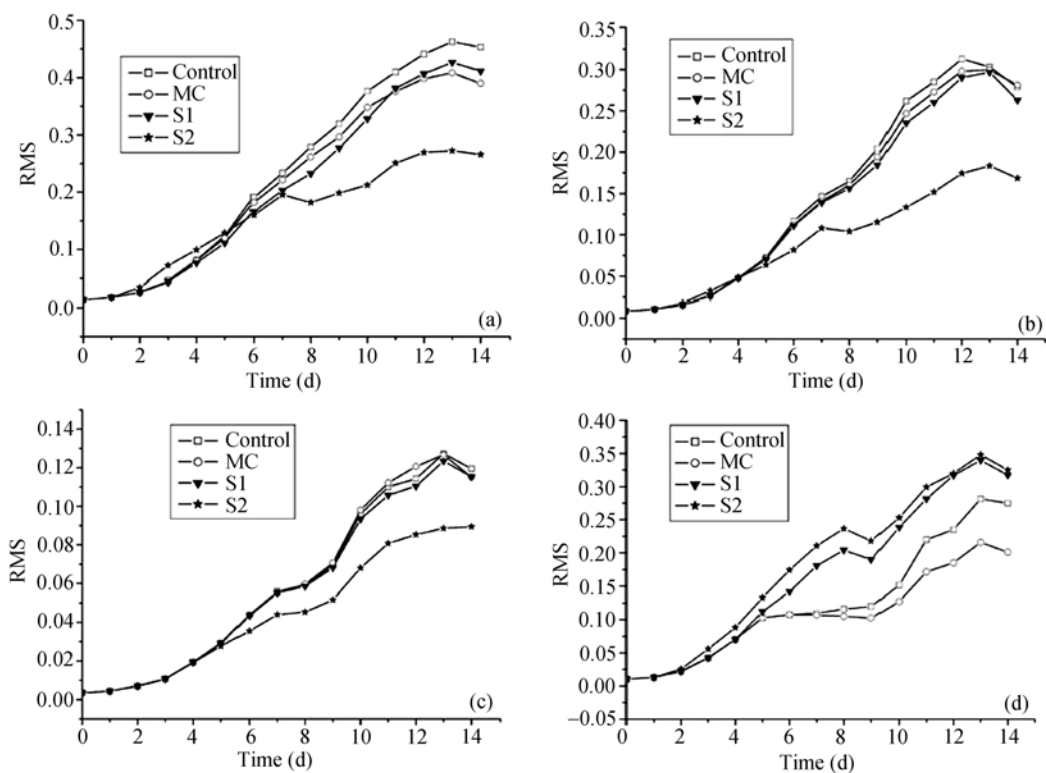 0.5
0.4
0.3
0.2
0.1
0.0
RMS
Control
MC
S1
S2
(a)
0 2 4 6 8 10 12 14
Time (d)
0.35
0.30
0.25
0.20
0.15
0.10
0.05
0.00
RMS
Control
MC
S1
S2
(b)
0 2 4 6 8 10 12 14
Time (d)
0.14
0.12
0.10
0.08
0.06
0.04
0.02
0.00
RMS
Control
MC
S1
S2
(c)
0 2 4 6 8 10 12 14
Time (d)
0.40
0.35
0.30
0.25
0.20
0.15
0.10
0.05
0.00
−0.05
RMS
Control
MC
S1
S2
(d)
0 2 4 6 8 10 12 14
Time (d)